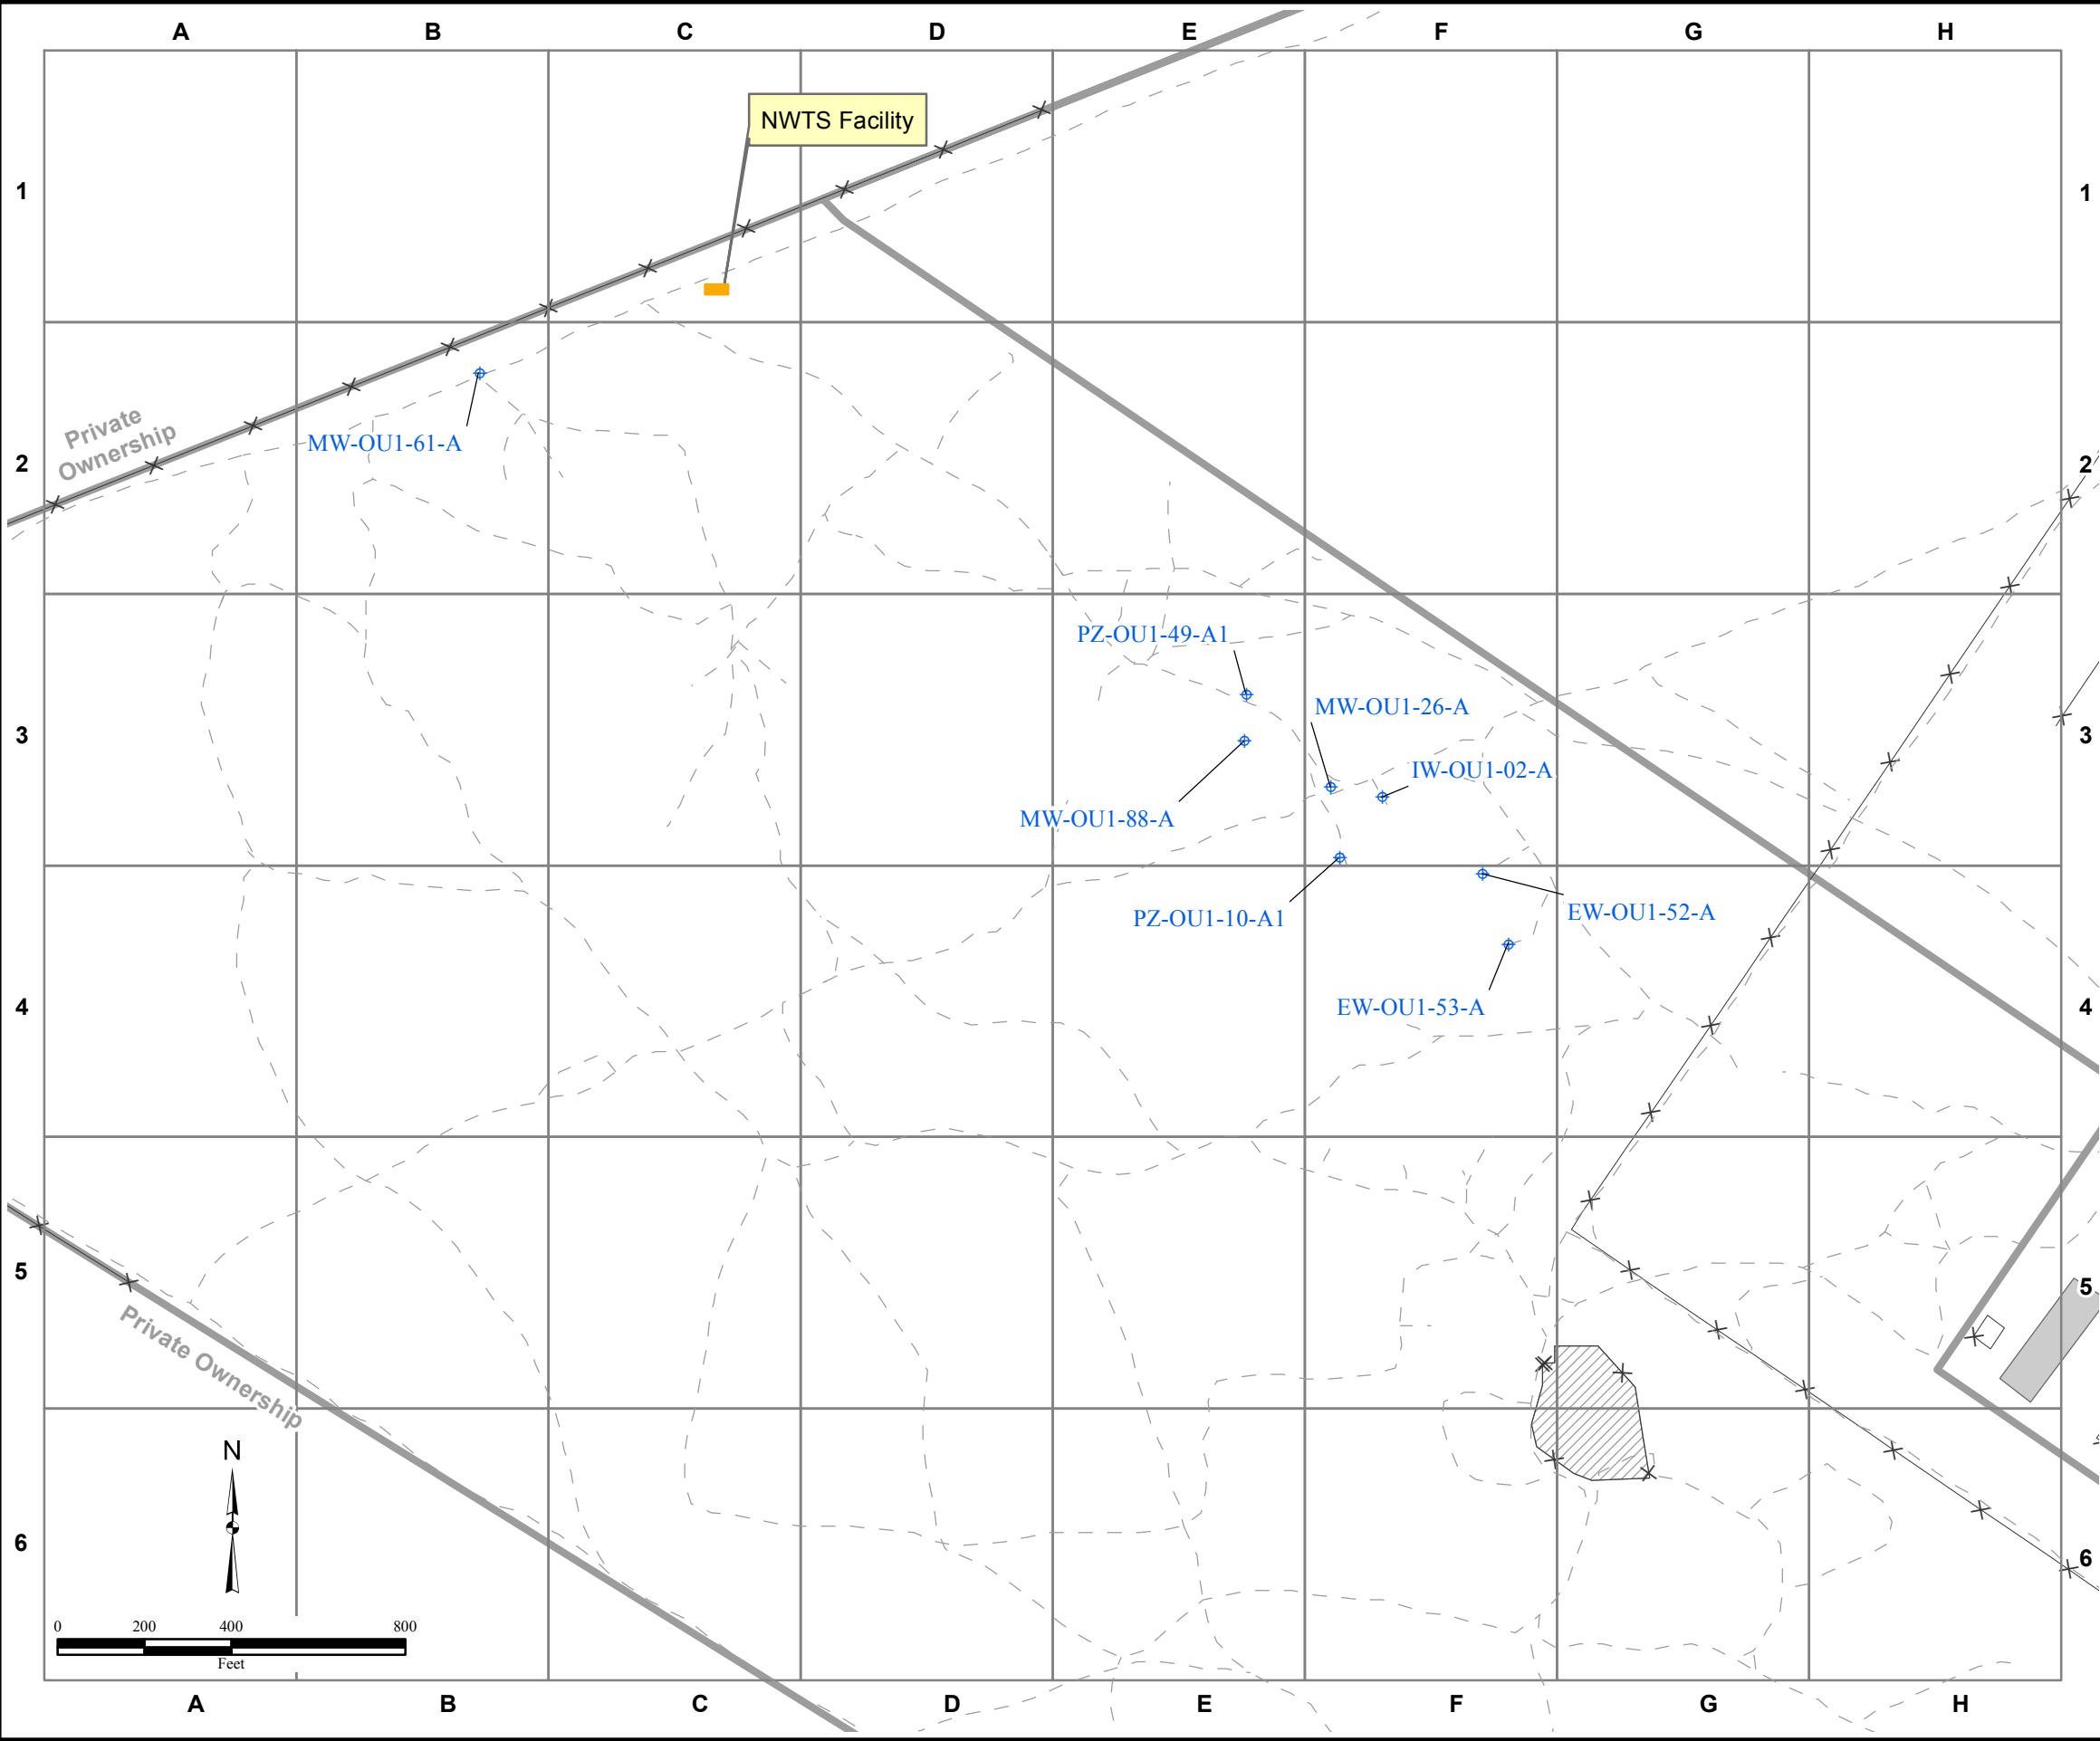 A B C D E F G H
NWTS Facility
1 1
Private
Ownership
MW-OU1-61-A
2 2
PZ-OU1-49-A1
MW-OU1-26-A
3 3
IW-OU1-02-A
MW-OU1-88-A
EW-OU1-52-A
PZ-OU1-10-A1
EW-OU1-53-A
4 4
5 5
Private Ownership
N
6 6
0 200 400 800
Feet
A B C D E F G H